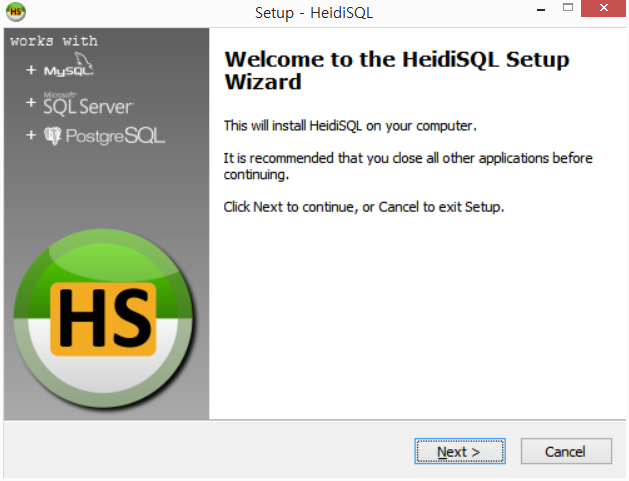 Setup - HeidiSQL
works with
+ MySQL
+ Microsoft SQL Server
+ PostgreSQL
HS
HS
Welcome to the HeidiSQL Setup
Wizard
This will install HeidiSQL on your computer.
It is recommended that you close all other applications before
continuing.
Click Next to continue, or Cancel to exit Setup.
Next >
Cancel